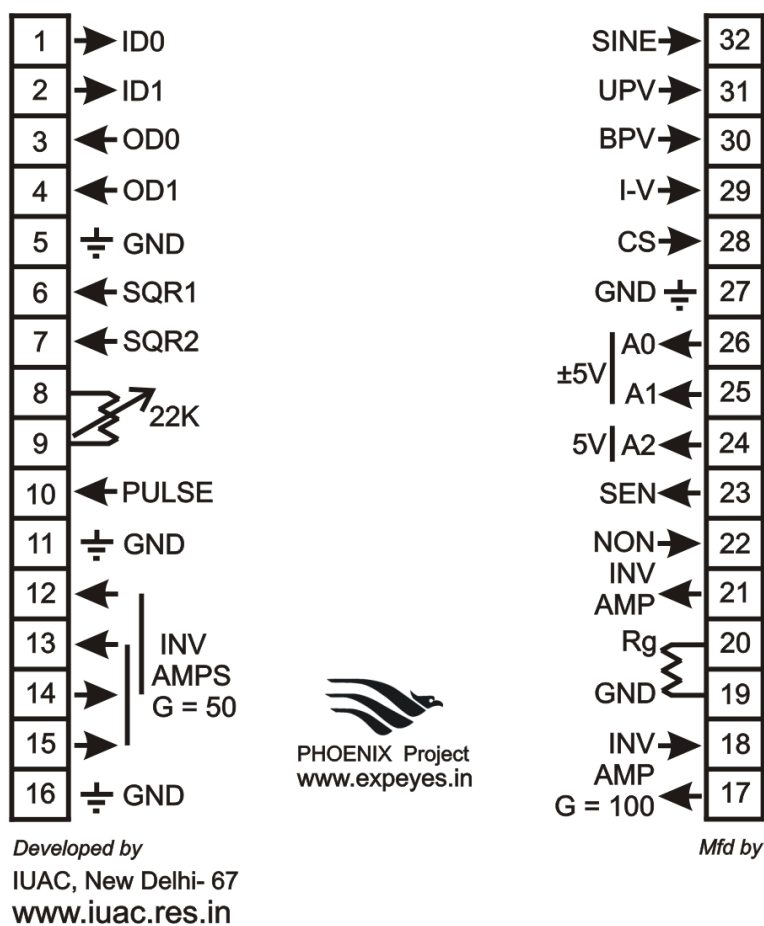 1 ID0
2 ID1
3 OD0
4 OD1
5 GND
6 SQR1
7 SQR2
8
22K
9
10 PULSE
11 GND
12
13 INV
AMPS
14
G = 50
15
16 GND
Developed by
IUAC, New Delhi- 67
www.iuac.res.in
PHOENIX Project
www.expeyes.in
SINE 32
UPV 31
BPV 30
I-V 29
CS 28
GND 27
A0 26
±5V
A1 25
5V A2 24
SEN 23
NON 22
INV
21
AMP
Rg 20
GND 19
INV 18
AMP
17
G = 100
Mfd by